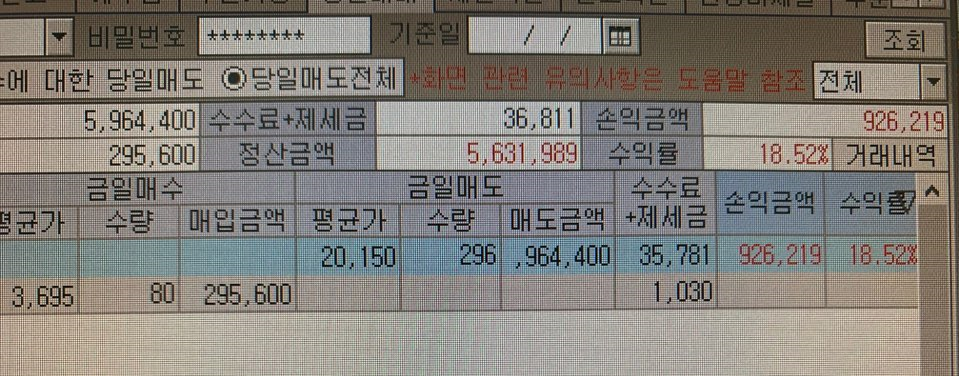 비밀번호 ******** 기준일 / / 조회
에 대한 당일매도 당일매도전체 *화면 관련 유의사항은 도움말 참조 전체
5,964,400 수수료+제세금 36,811 손익금액 926,219
295,600 정산금액 5,631,989 수익률 18.52% 거래내역
금일매수 금일매도 수수료 +제세금 손익금액 수익률
평균가 수량 매입금액 평균가 수량 매도금액
20,150 296 ,964,400 35,781 926,219 18.52%
3,695 80 295,600 1,030